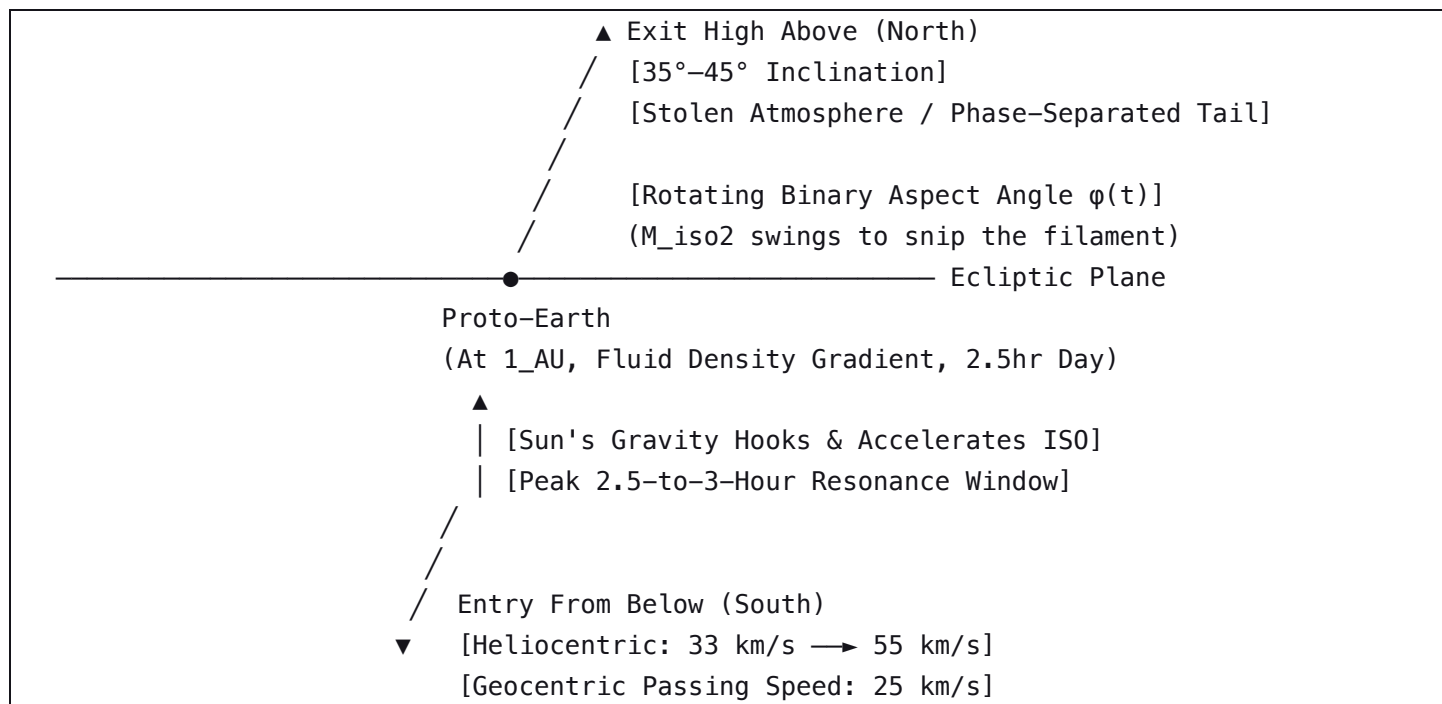 ▲ Exit High Above (North)
[35°–45° Inclination]
[Stolen Atmosphere / Phase-Separated Tail]
[Rotating Binary Aspect Angle φ(t)]
(M_iso2 swings to snip the filament)
Ecliptic Plane
Proto-Earth
(At 1_AU, Fluid Density Gradient, 2.5hr Day)
▲
│ [Sun's Gravity Hooks & Accelerates ISO]
│ [Peak 2.5-to-3-Hour Resonance Window]
Entry From Below (South)
▼ [Heliocentric: 33 km/s ──► 55 km/s]
[Geocentric Passing Speed: 25 km/s]